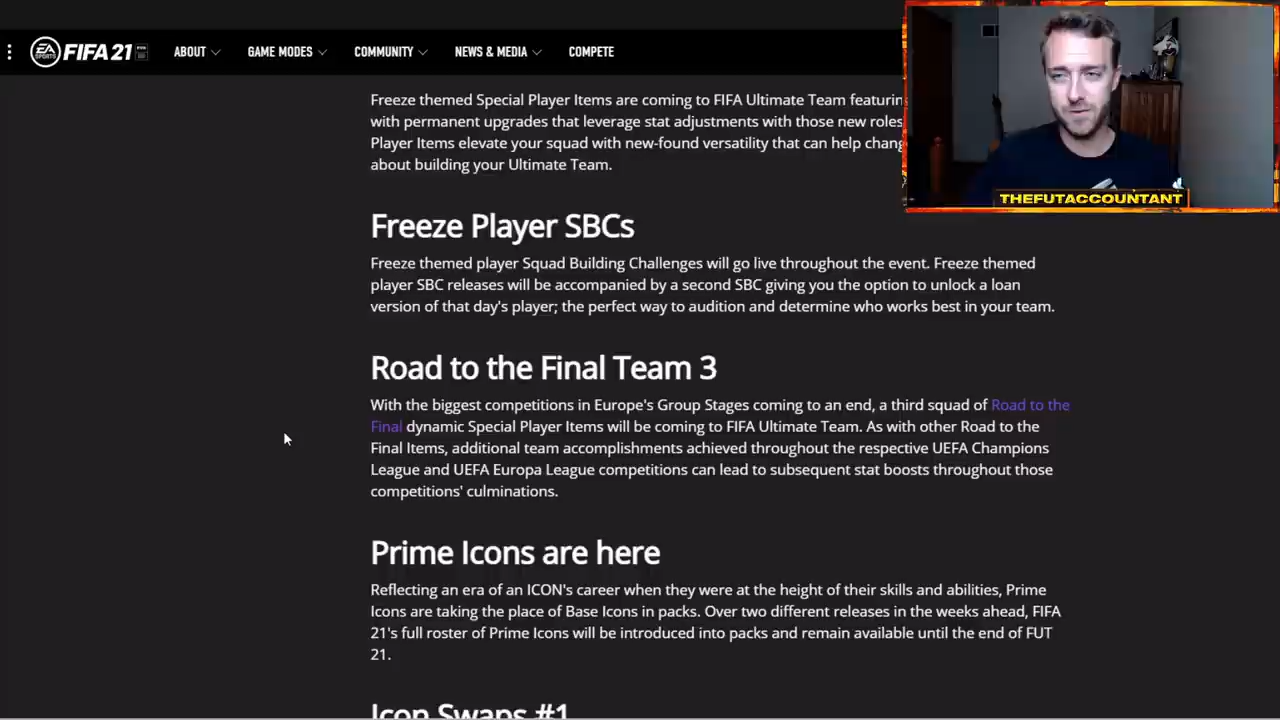 EA SPORTS FIFA 21 ABOUT GAME MODES COMMUNITY NEWS & MEDIA COMPETE
Freeze themed Special Player Items are coming to FIFA Ultimate Team
with permanent upgrades that leverage stat adjustments with those new roles
Player Items elevate your squad with new-found versatility that can help
about building your Ultimate Team.
THEFUTACCOUNTANT
Freeze Player SBCs
Freeze themed player Squad Building Challenges will go live throughout the event. Freeze themed
player SBC releases will be accompanied by a second SBC giving you the option to unlock a loan
version of that day's player; the perfect way to audition and determine who works best in your team.
Road to the Final Team 3
With the biggest competitions in Europe's Group Stages coming to an end, a third squad of Road to the
Final dynamic Special Player Items will be coming to FIFA Ultimate Team. As with other Road to the
Final Items, additional team accomplishments achieved throughout the respective UEFA Champions
League and UEFA Europa League competitions can lead to subsequent stat boosts throughout those
competitions' culminations.
Prime Icons are here
Reflecting an era of an ICON's career when they were at the height of their skills and abilities, Prime
Icons are taking the place of Base Icons in packs. Over two different releases in the weeks ahead, FIFA
21's full roster of Prime Icons will be introduced into packs and remain available until the end of FUT
21.
Icon Swaps #1